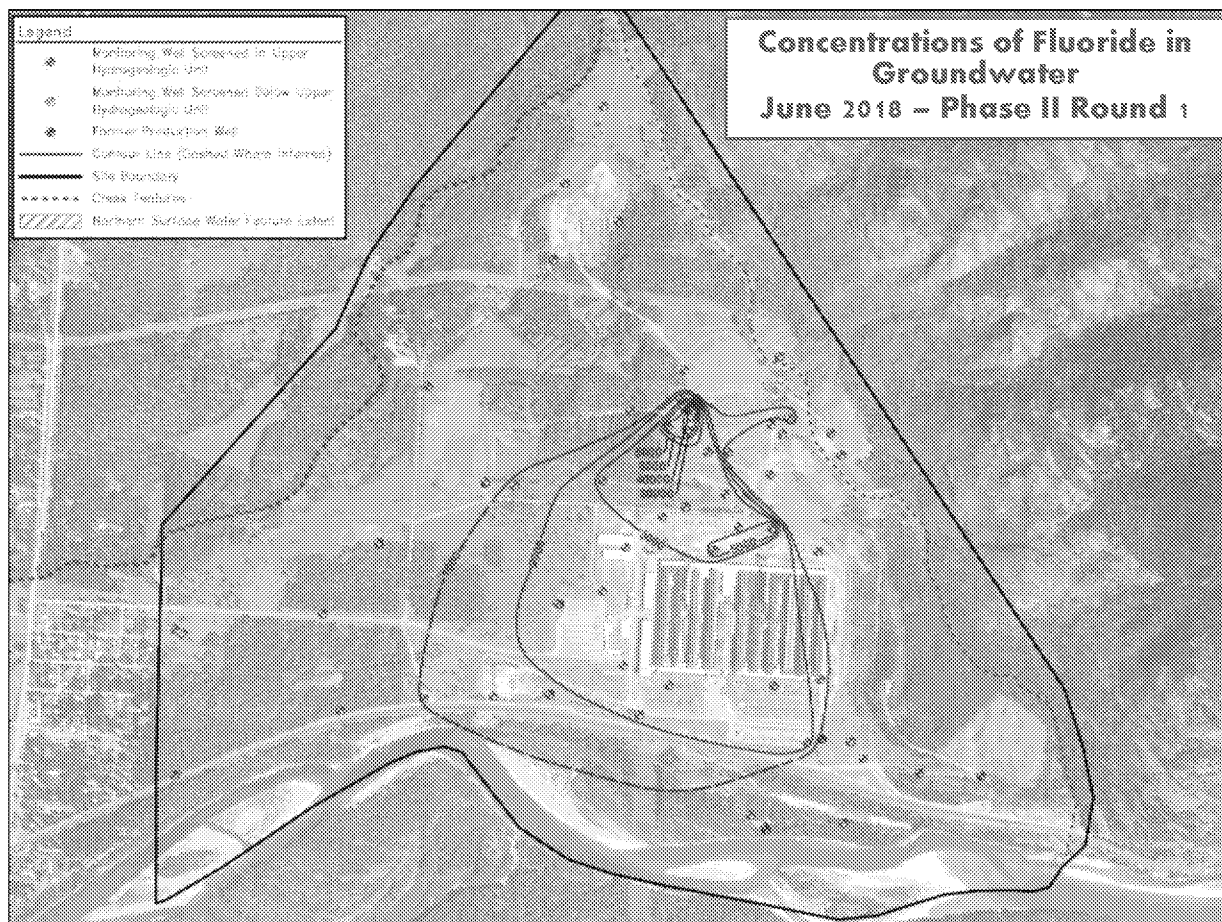 Legend
Monitoring Well Screened in Upper
Hydrogeologic Unit
Monitoring Well Screened Below Upper
Hydrogeologic Unit
Former Production Well
Contour Line (Dashed Where Inferred)
Site Boundary
Creek Features
Northern Surface Water Feature Extent
Concentrations of Fluoride in
Groundwater
June 2018 – Phase II Round 1